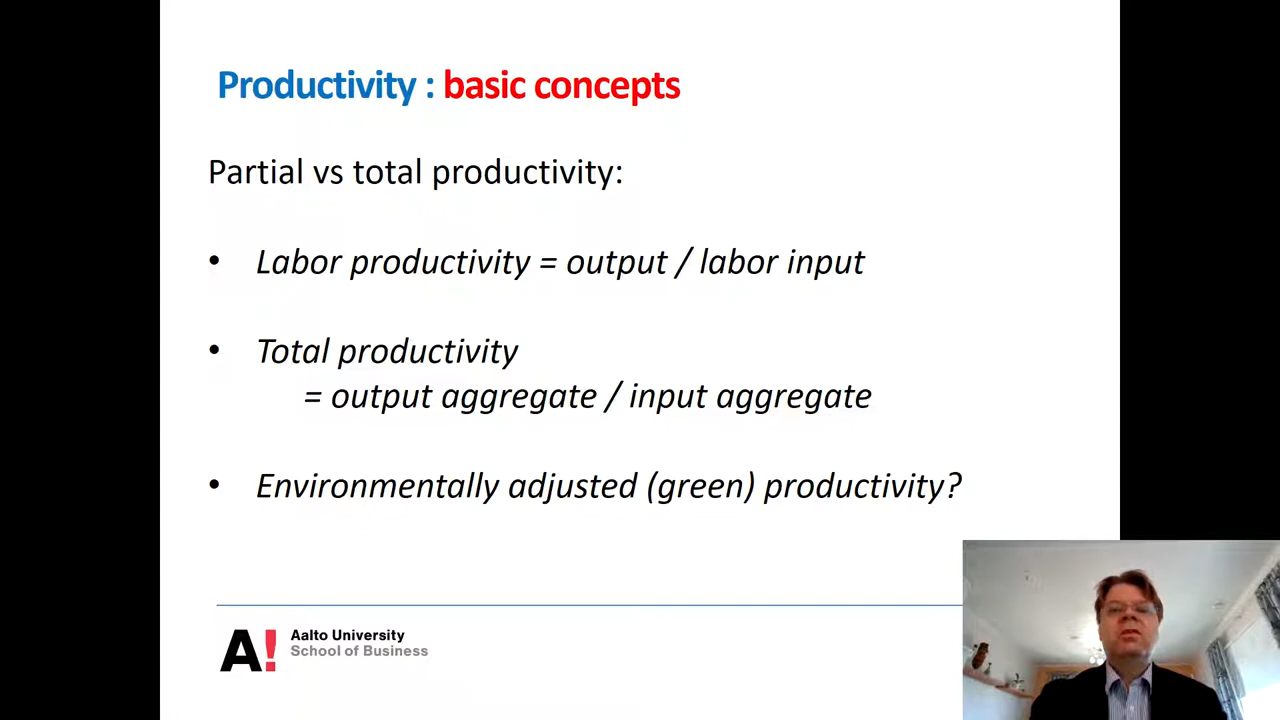 Productivity : basic concepts
Partial vs total productivity:
• Labor productivity = output / labor input
• Total productivity
= output aggregate / input aggregate
• Environmentally adjusted (green) productivity?
A! Aalto University
School of Business